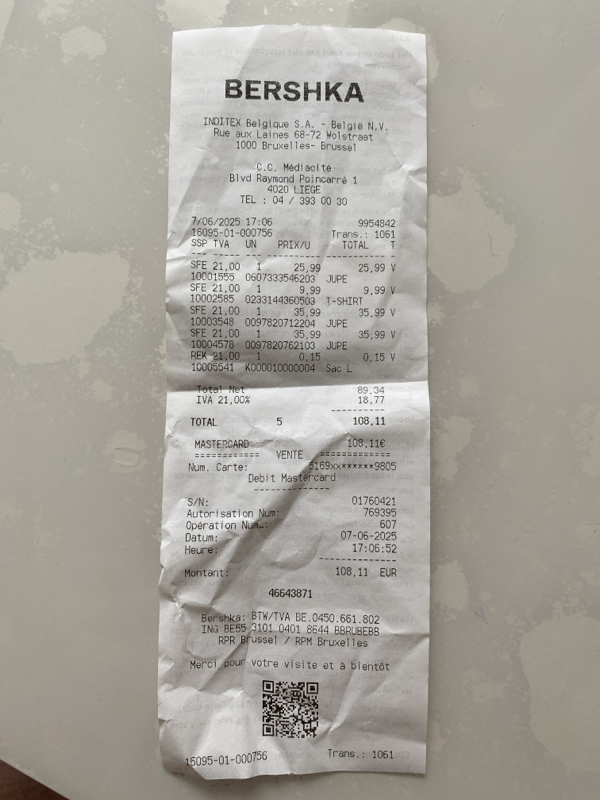 BERSHKA
INDITEX Belgique S.A. - België N.V.
Rue aux Laines 68-72 Wolstraat
1000 Bruxelles- Brussel
C.C. Médiacité
Blvd Raymond Poincarré 1
4020 LIEGE
TEL : 04 / 393 00 30
7/06/2025 17:06 9954842
16095-01-000756 Trans.: 1061
SSP TVA UN PRIX/U TOTAL T
--- ----- --- -------- --------- -
SFE 21,00 1 25,99 25,99 V
10001555 0607333546203 JUPE
SFE 21,00 1 9,99 9,99 V
10002585 0233144360503 T-SHIRT
SFE 21,00 1 35,99 35,99 V
10003548 0097820712204 JUPE
SFE 21,00 1 35,99 35,99 V
10004578 0097820762103 JUPE
REK 21,00 1 0,15 0,15 V
10005541 K000010000004 Sac L
Total Net 89,34
IVA 21,00% 18,77
----------
TOTAL 5 108,11
MASTERCARD 108,11€
============ VENTE =============
Num. Carte: 5169xx******9805
Debit Mastercard
--------------
S/N: 01760421
Autorisation Num: 769395
Opération Num.: 607
Datum: 07-06-2025
Heure: 17:06:52
--------------
Montant: 108,11 EUR
46643871
Bershka: BTW/TVA BE.0450.661.802
ING BE55 3101 0401 8644 BBRUBEBB
RPR Brussel / RPM Bruxelles
Merci pour votre visite et à bientôt
16095-01-000756 Trans.: 1061